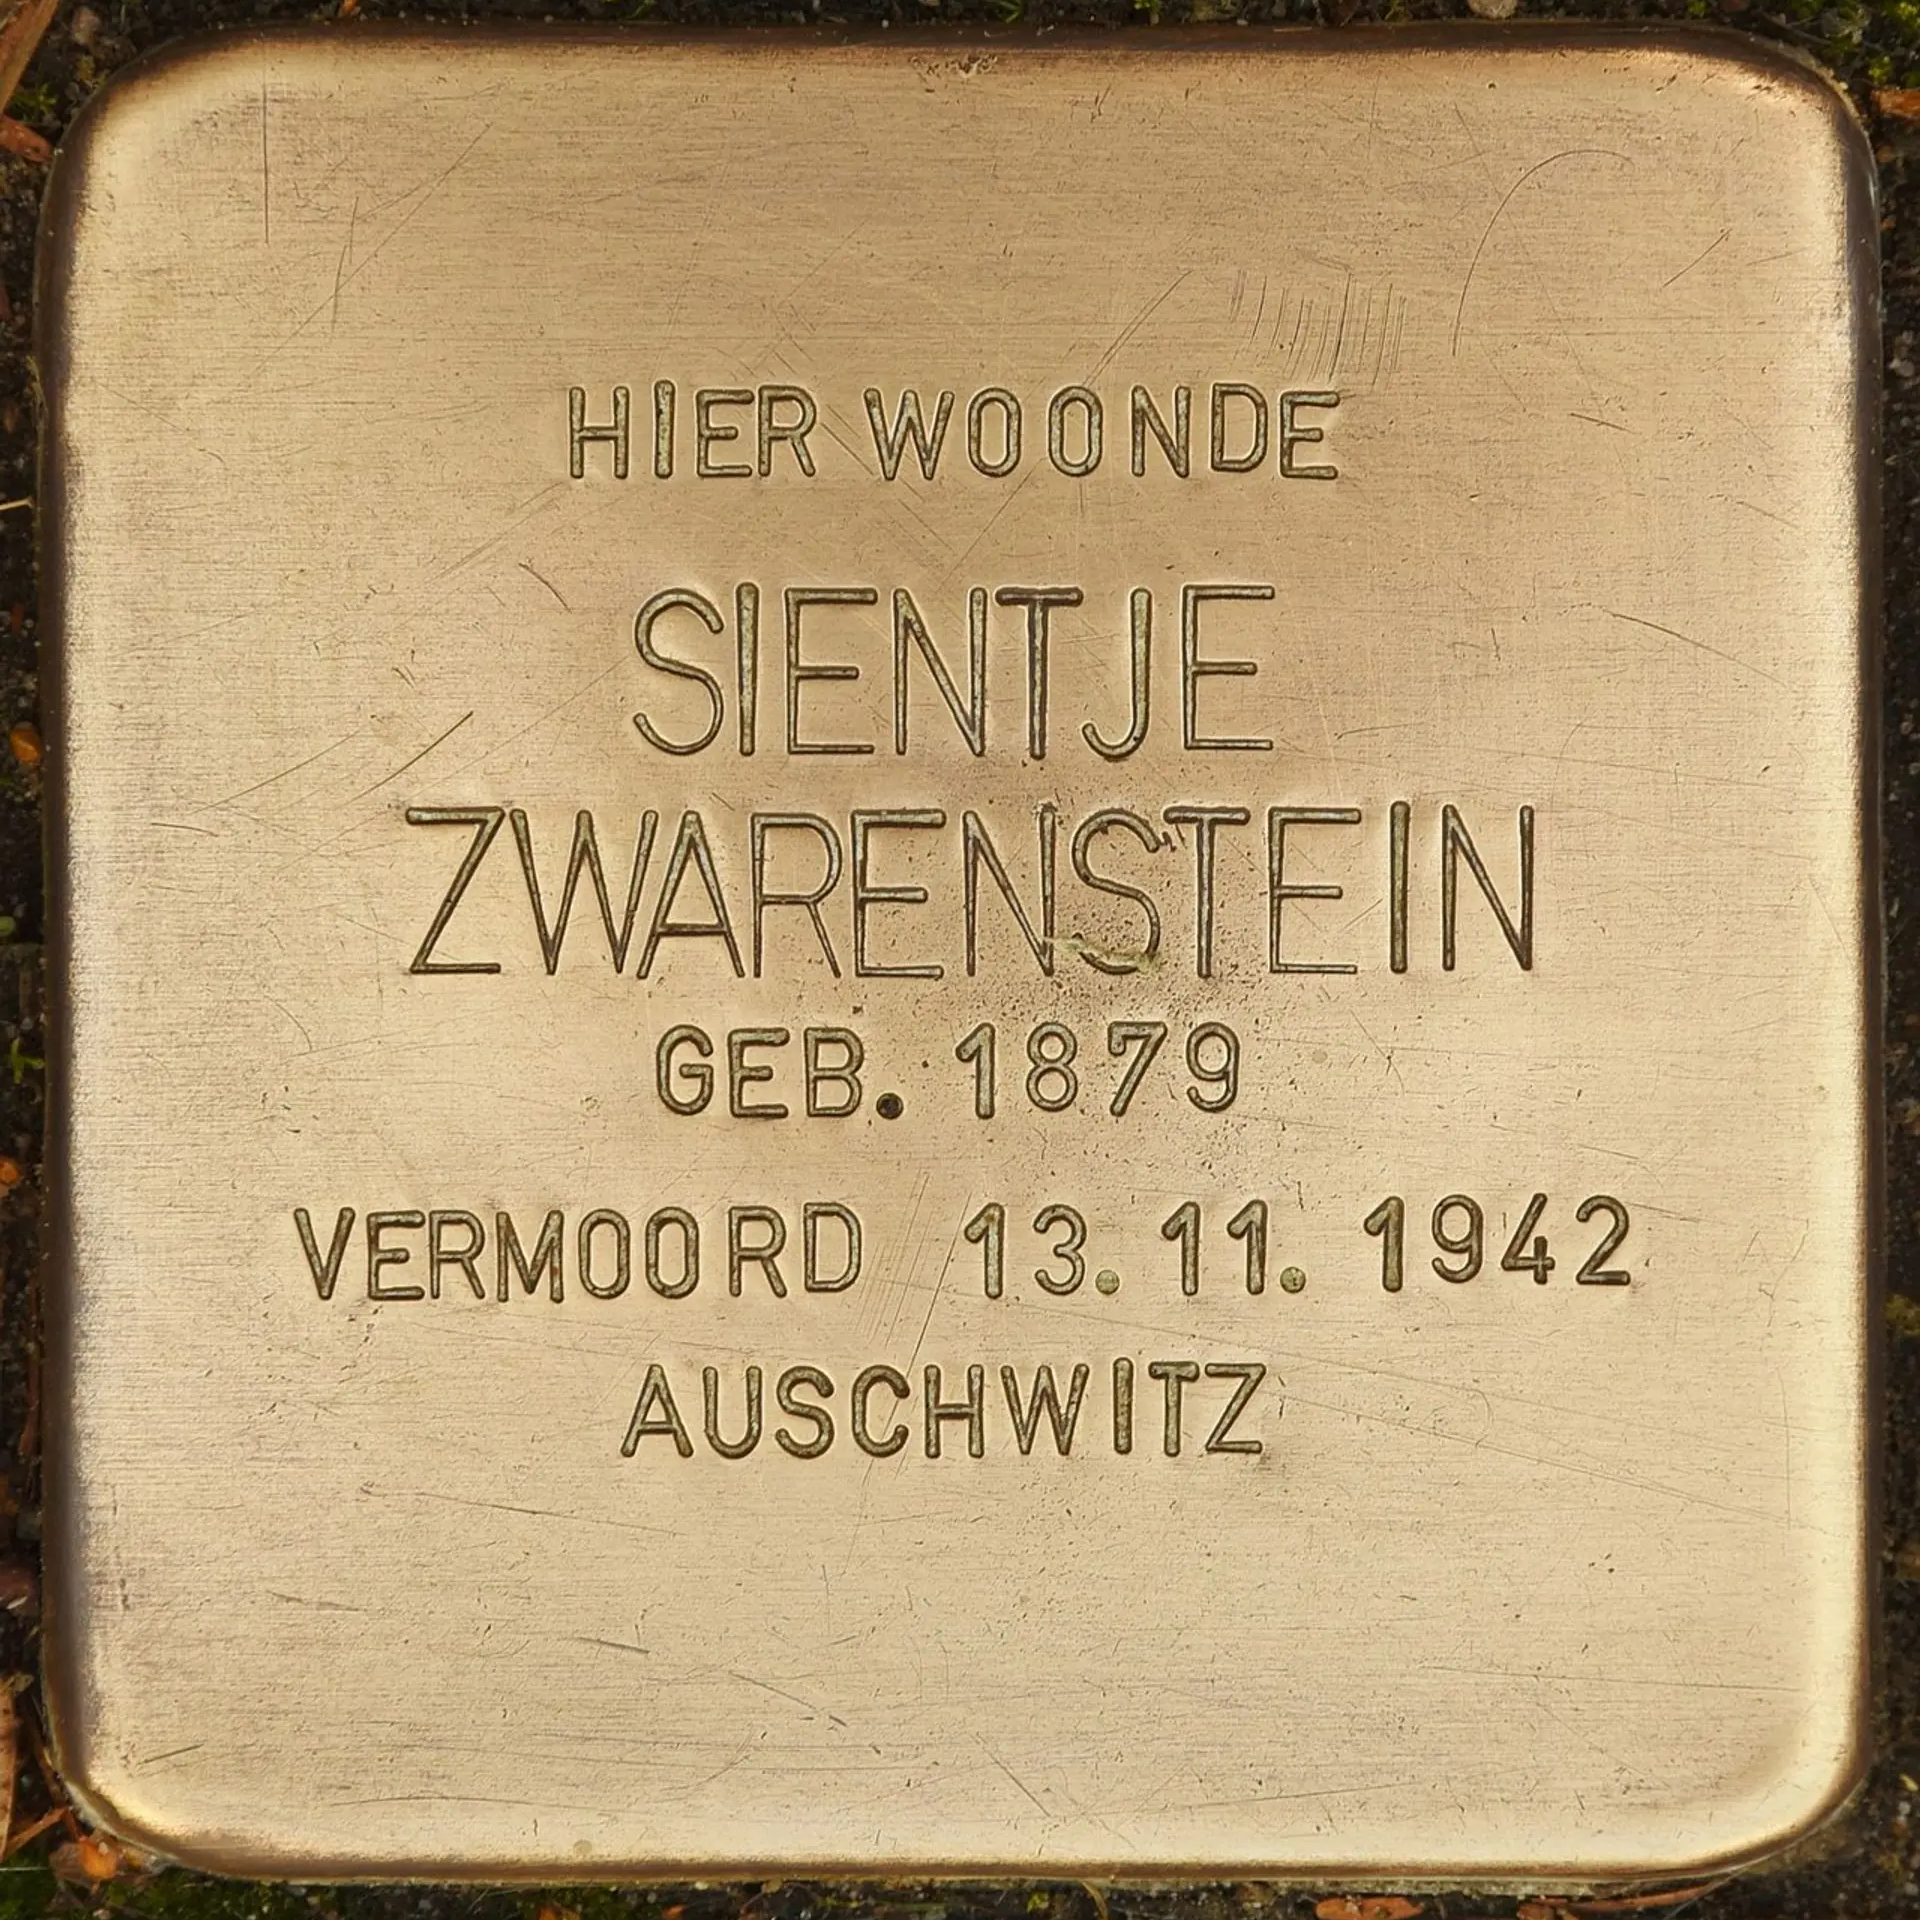 HIER WOONDE
SIENTJE
ZWARENSTEIN
GEB. 1879
VERMOORD 13. 11. 1942
AUSCHWITZ